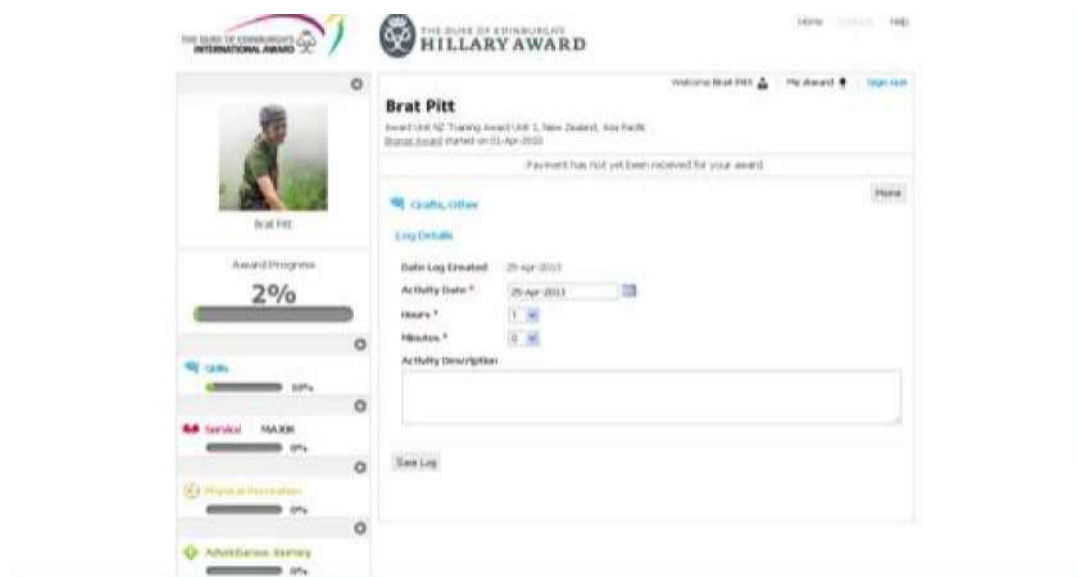 THE DUKE OF EDINBURGH'S
INTERNATIONAL AWARD
THE DUKE OF EDINBURGH'S
HILLARY AWARD
Home Contact Help
Welcome Brat Pitt My Award Sign out
Brat Pitt
Award Unit NZ Training Award Unit 1, New Zealand, Asia Pacific
Bronze Award started on 01-Apr-2013
Payment has not yet been received for your award
Home
Crafts, Other
Log Details
Date Log Created 25-Apr-2013
Activity Date * 25-Apr-2013
Hours * 1
Minutes * 0
Activity Description
Save Log
Brat Pitt
Award Progress
2%
Skills
10%
Service MAJOR
0%
Physical Recreation
0%
Adventurous Journey
0%